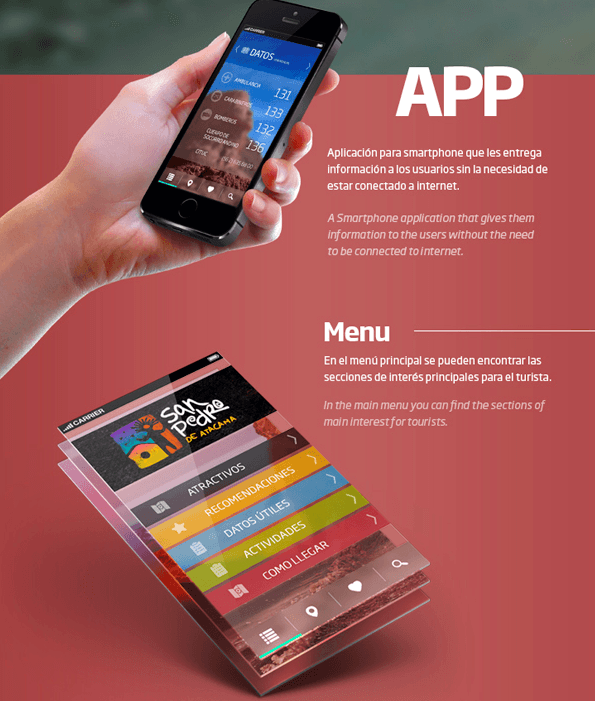 CARRIER
DATOS
AMBULANCIA 131
CARABINEROS 133
BOMBEROS 132
CUERPO DE
SOCORRO ANDINO 136
CITUC
APP
Aplicación para smartphone que les entrega
información a los usuarios sin la necesidad de
estar conectado a internet.
A Smartphone application that gives them
information to the users without the need
to be connected to internet.
Menu
En el menú principal se pueden encontrar las
secciones de interés principales para el turista.
In the main menu you can find the sections of
main interest for tourists.
CARRIER
San
Pedro
DE ATACAMA
ATRACTIVOS
RECOMENDACIONES
DATOS ÚTILES
ACTIVIDADES
COMO LLEGAR